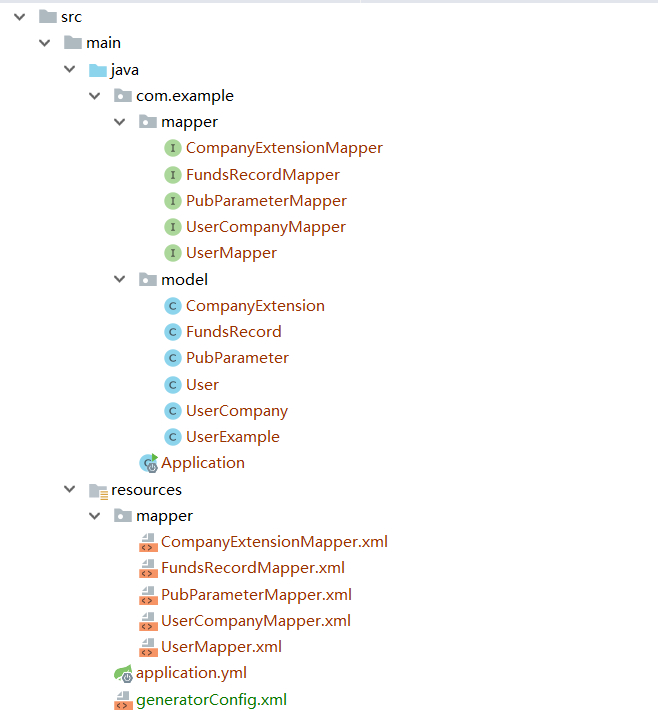 src
main
java
com.example
mapper
CompanyExtensionMapper
FundsRecordMapper
PubParameterMapper
UserCompanyMapper
UserMapper
model
CompanyExtension
FundsRecord
PubParameter
User
UserCompany
UserExample
Application
resources
mapper
CompanyExtensionMapper.xml
FundsRecordMapper.xml
PubParameterMapper.xml
UserCompanyMapper.xml
UserMapper.xml
application.yml
generatorConfig.xml